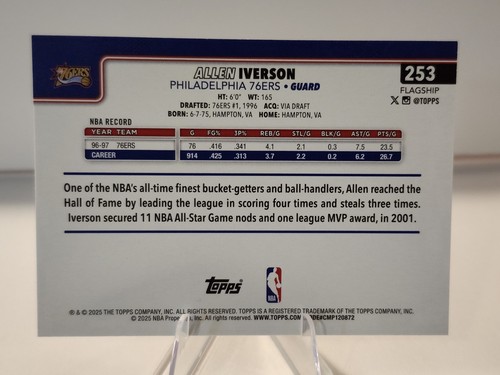 SIXERS
ALLEN IVERSON
PHILADELPHIA 76ERS • GUARD
HT: 6'0" WT: 165
DRAFTED: 76ERS #1, 1996 ACQ: VIA DRAFT
BORN: 6-7-75, HAMPTON, VA HOME: HAMPTON, VA
253
FLAGSHIP
X @TOPPS
NBA RECORD
YEAR TEAM G FG% 3P% REB/G STL/G BLK/G AST/G PTS/G
96-97 76ERS 76 .416 .341 4.1 2.1 0.3 7.5 23.5
CAREER 914 .425 .313 3.7 2.2 0.2 6.2 26.7
One of the NBA's all-time finest bucket-getters and ball-handlers, Allen reached the
Hall of Fame by leading the league in scoring four times and steals three times.
Iverson secured 11 NBA All-Star Game nods and one league MVP award, in 2001.
Topps
NBA
® & © 2025 THE TOPPS COMPANY, INC. ALL RIGHTS RESERVED. TOPPS IS A REGISTERED TRADEMARK OF THE TOPPS COMPANY, INC.
© 2025 NBA Properties, Inc. All rights reserved. WWW.TOPPS.COM CODE#CMP120872